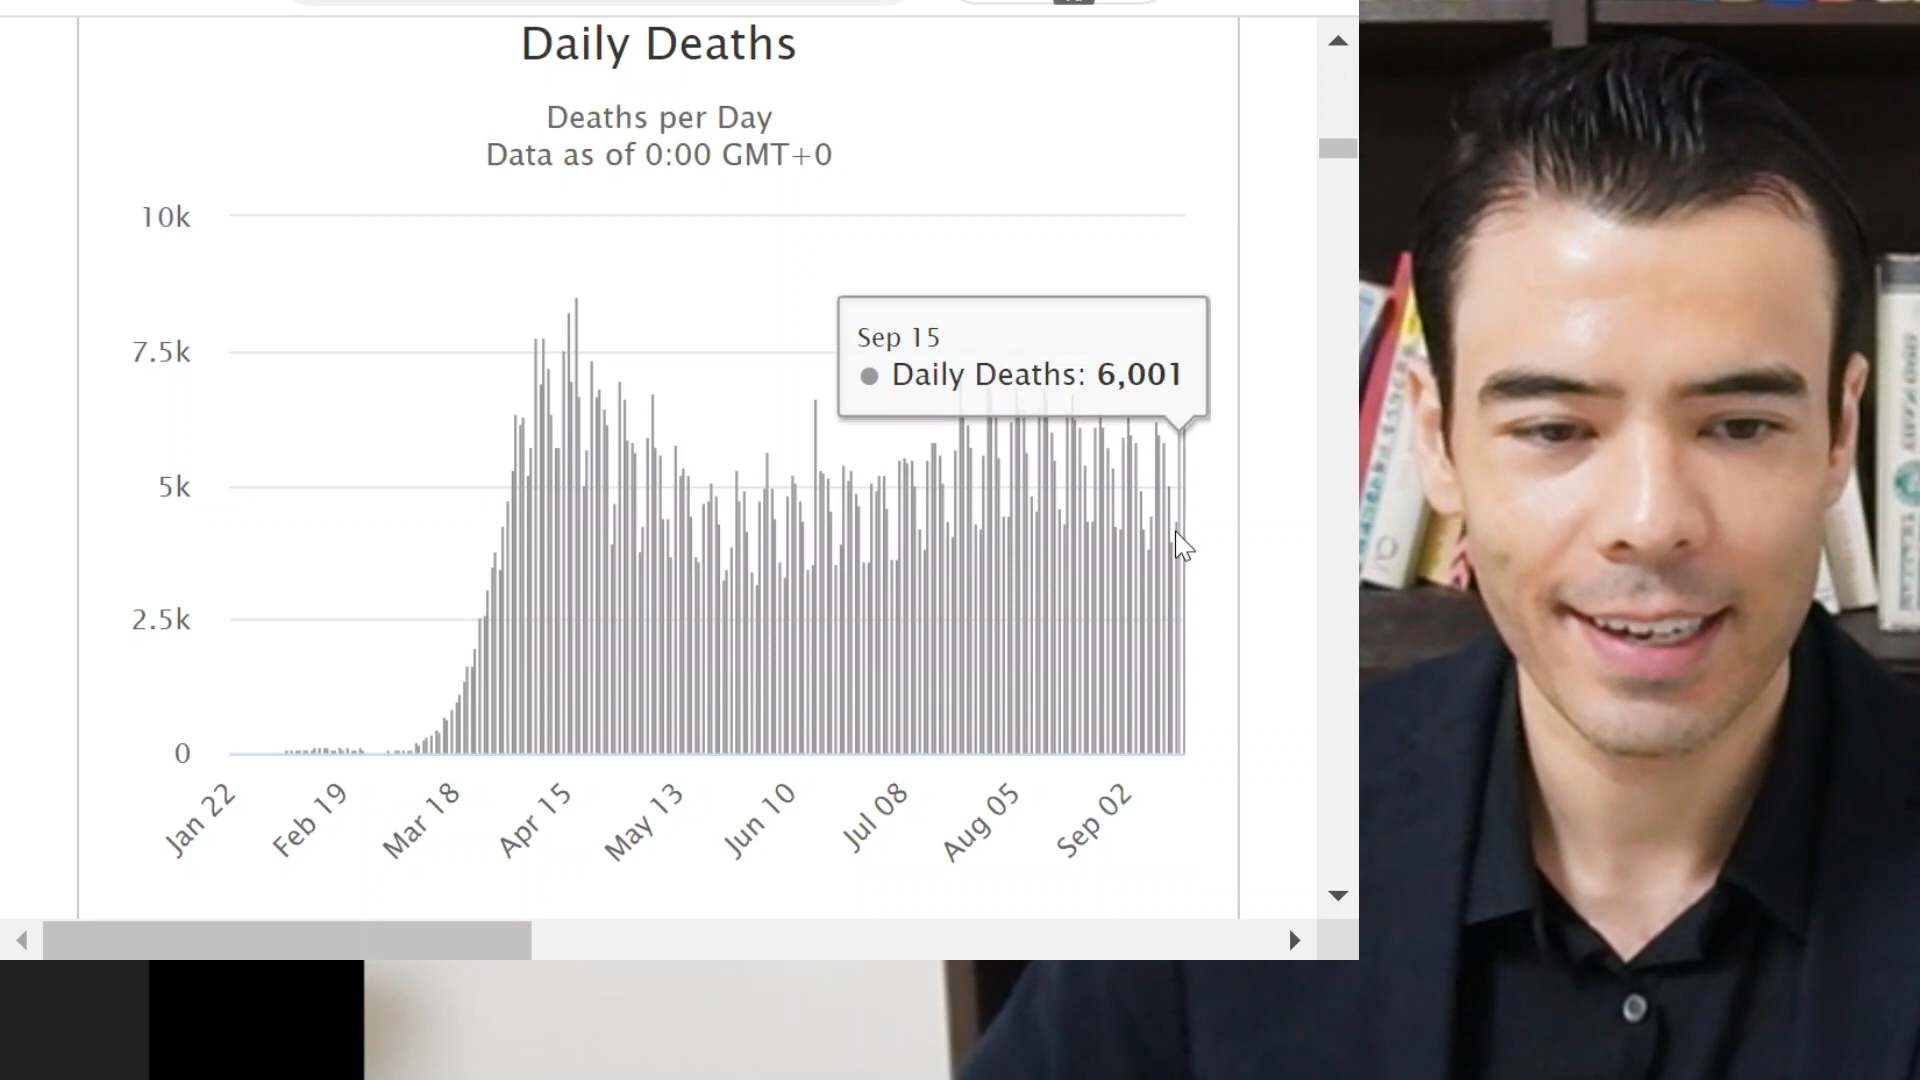 Daily Deaths
Deaths per Day
Data as of 0:00 GMT+0
10k
7.5k
5k
2.5k
0
Sep 15
Daily Deaths: 6,001
Jan 22
Feb 19
Mar 18
Apr 15
May 13
Jun 10
Jul 08
Aug 05
Sep 02